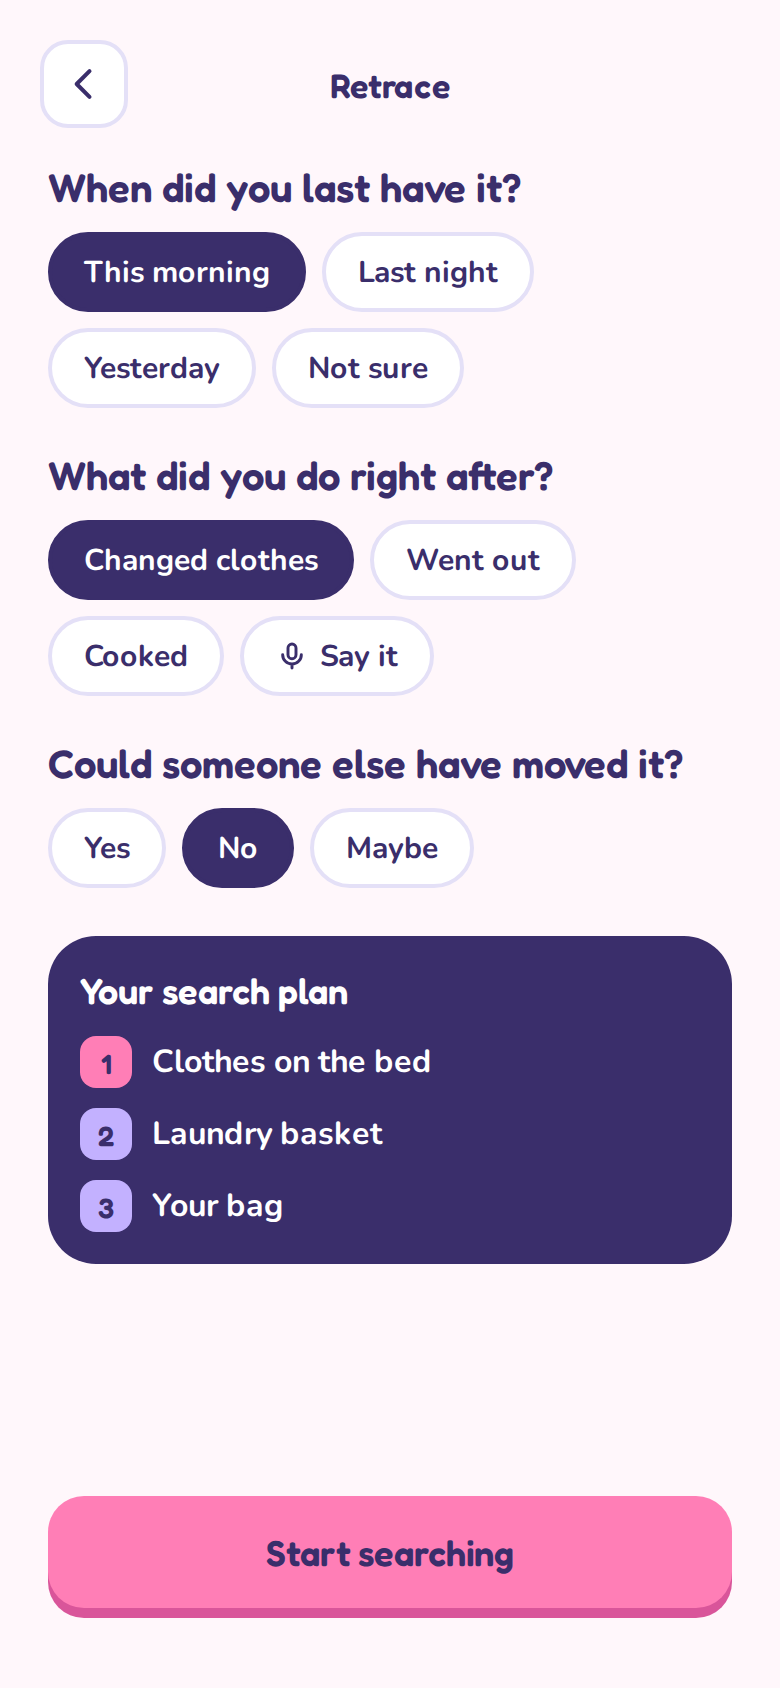 Retrace
When did you last have it?
This morning
Last night
Yesterday
Not sure
What did you do right after?
Changed clothes
Went out
Cooked
Say it
Could someone else have moved it?
Yes
No
Maybe
Your search plan
1 Clothes on the bed
2 Laundry basket
3 Your bag
Start searching